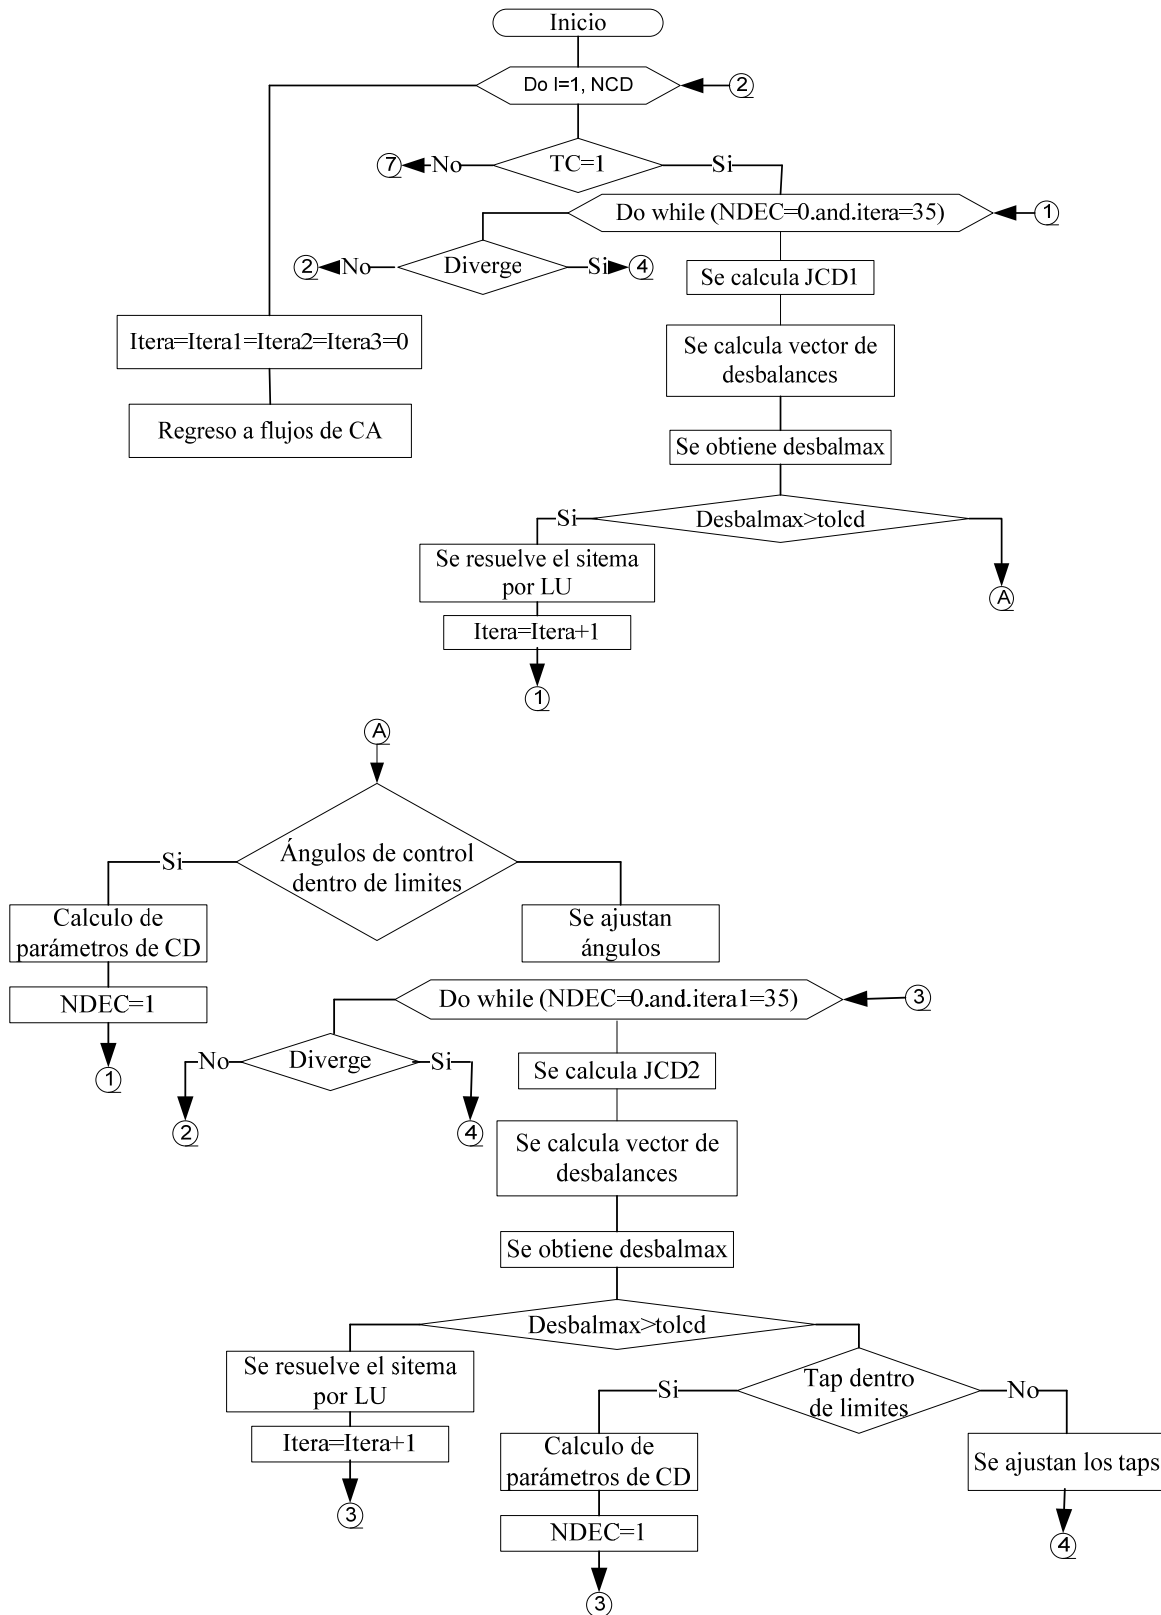 Inicio
Do I=1, NCD
2
7
No
TC=1
Si
Do while (NDEC=0.and.itera=35)
1
2
No
Diverge
Si
4
Se calcula JCD1
Itera=Itera1=Itera2=Itera3=0
Se calcula vector de
desbalances
Regreso a flujos de CA
Se obtiene desbalmax
Si
Desbalmax>tolcd
Se resuelve el sitema
por LU
A
Itera=Itera+1
1
A
Si
Ángulos de control
dentro de limites
Calculo de
parámetros de CD
Se ajustan
ángulos
NDEC=1
Do while (NDEC=0.and.itera1=35)
3
No
Diverge
Si
1
Se calcula JCD2
2
4
Se calcula vector de
desbalances
Se obtiene desbalmax
Desbalmax>tolcd
Se resuelve el sitema
por LU
Si
Tap dentro
de limites
No
Itera=Itera+1
Calculo de
parámetros de CD
Se ajustan los taps
3
NDEC=1
4
3